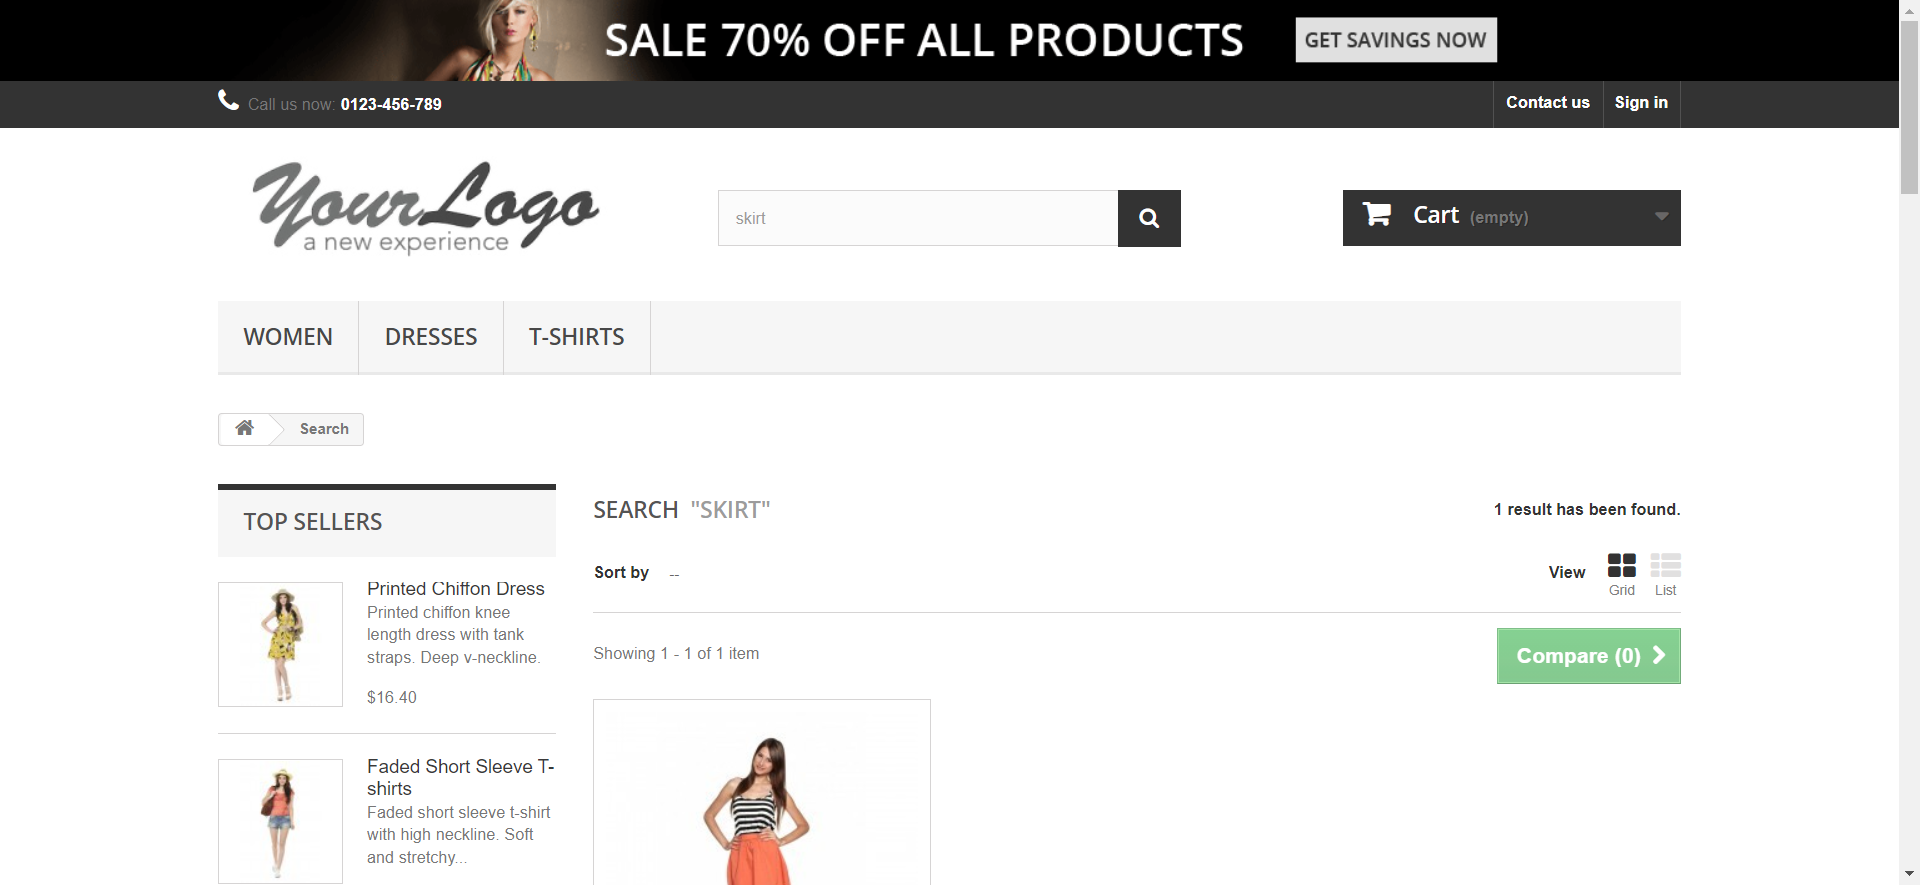 SALE 70% OFF ALL PRODUCTS
GET SAVINGS NOW
Call us now: 0123-456-789
Contact us
Sign in
YourLogo
a new experience
skirt
Cart (empty)
WOMEN
DRESSES
T-SHIRTS
Search
TOP SELLERS
Printed Chiffon Dress
Printed chiffon knee
length dress with tank
straps. Deep v-neckline.
$16.40
Faded Short Sleeve T-
shirts
Faded short sleeve t-shirt
with high neckline. Soft
and stretchy...
SEARCH "SKIRT"
1 result has been found.
Sort by --
View
Grid
List
Showing 1 - 1 of 1 item
Compare (0)